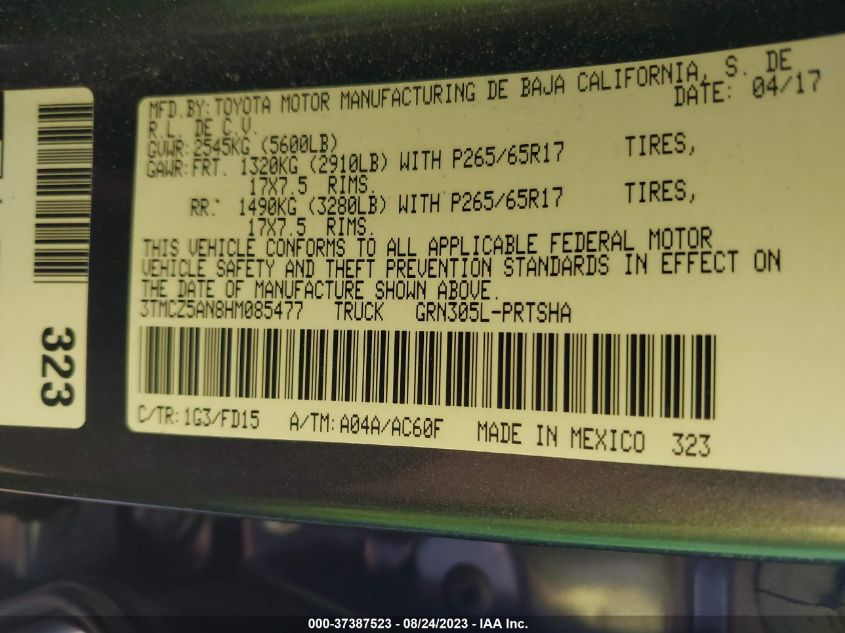 MFD.BY:TOYOTA MOTOR MANUFACTURING DE BAJA CALIFORNIA, S. DE
R.L. DE C.V. DATE: 04/17
GVWR:2545KG (5600LB)
GAWR:FRT. 1320KG (2910LB) WITH P265/65R17 TIRES,
17X7.5 RIMS.
RR. 1490KG (3280LB) WITH P265/65R17 TIRES,
17X7.5 RIMS.
THIS VEHICLE CONFORMS TO ALL APPLICABLE FEDERAL MOTOR
VEHICLE SAFETY AND THEFT PREVENTION STANDARDS IN EFFECT ON
THE DATE OF MANUFACTURE SHOWN ABOVE.
3TMCZ5AN8HM085477 TRUCK GRN305L-PRTSHA
C/TR:1G3/FD15 A/TM:A04A/AC60F MADE IN MEXICO 323
323
000-37387523 - 08/24/2023 - IAA Inc.